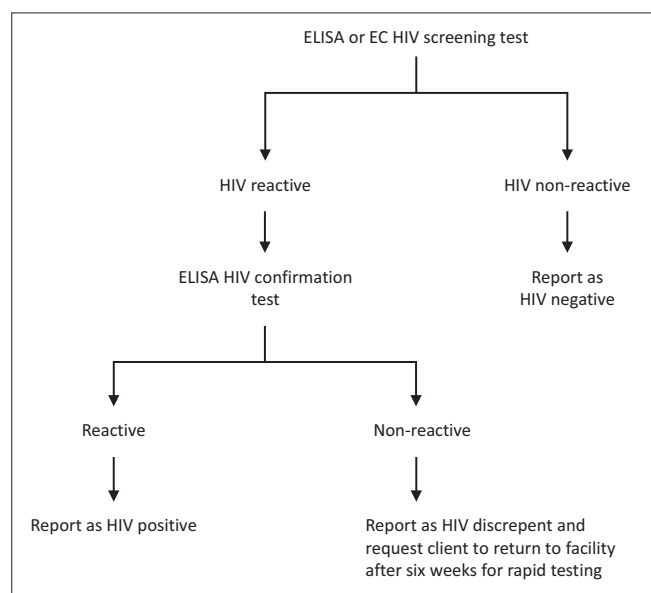 ELISA or EC HIV screening test
HIV reactive
HIV non-reactive
ELISA HIV confirmation
test
Report as
HIV negative
Reactive
Non-reactive
Report as HIV positive
Report as HIV discrepent and
request client to return to facility
after six weeks for rapid testing